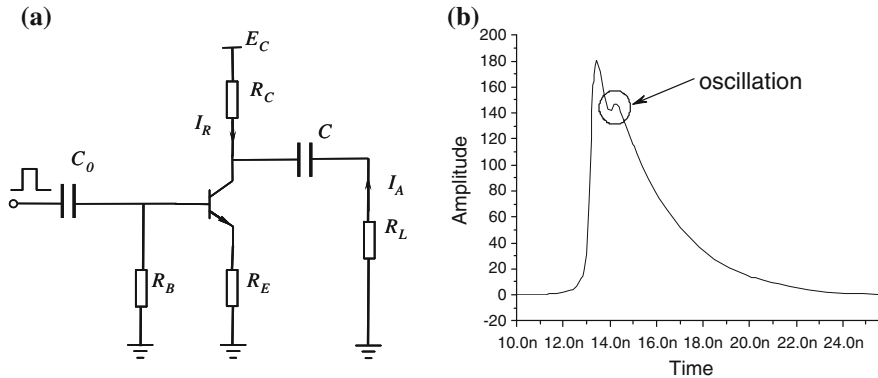 (a)
E_C
R_C
I_R
C
C_0
I_A
R_L
R_B
R_E
(b)
200
180
160
140
120
100
80
60
40
20
0
-20
Amplitude
oscillation
10.0n 12.0n 14.0n 16.0n 18.0n 20.0n 22.0n 24.0n
Time